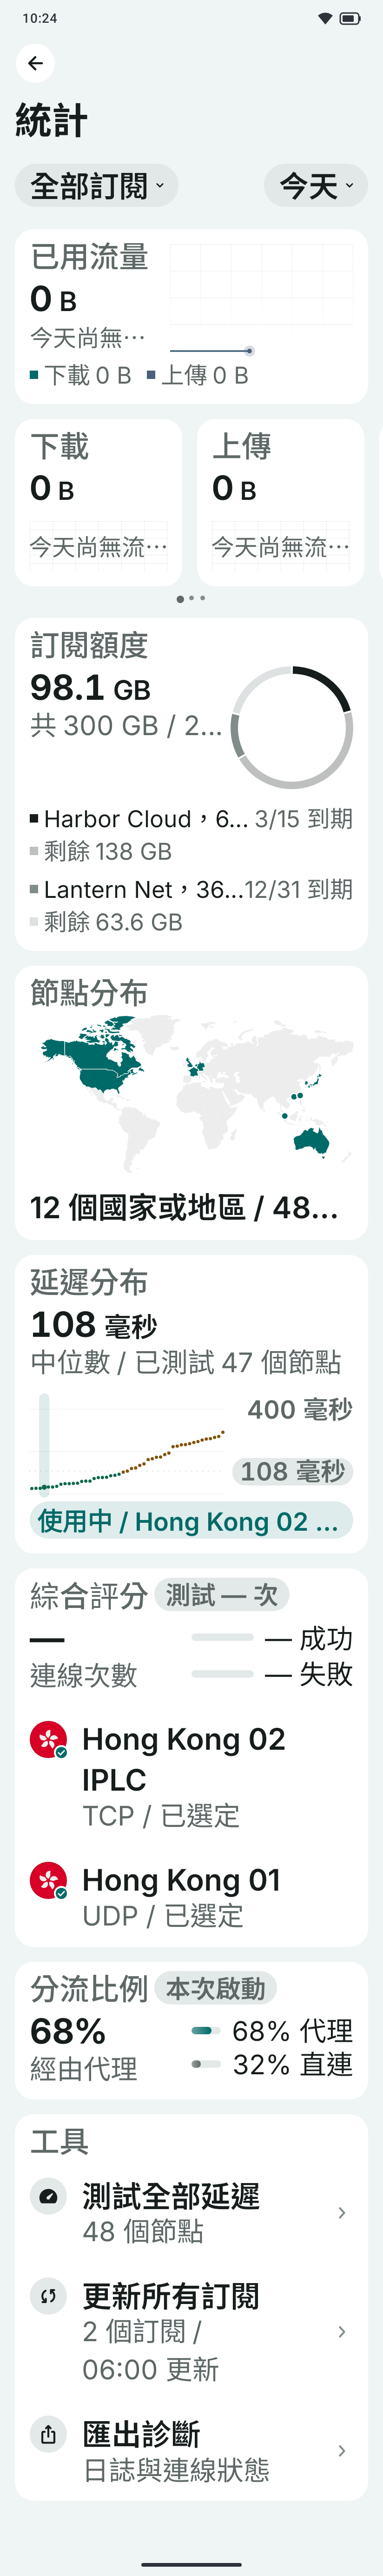 10:24
統計
全部訂閱
今天
已用流量
0 B
今天尚無…
下載 0 B 上傳 0 B
下載
0 B
今天尚無流…
上傳
0 B
今天尚無流…
訂閱額度
98.1 GB
共 300 GB / 2...
Harbor Cloud，6... 3/15 到期
剩餘 138 GB
Lantern Net，36... 12/31 到期
剩餘 63.6 GB
節點分布
12 個國家或地區 / 48...
延遲分布
108 毫秒
中位數 / 已測試 47 個節點
400 毫秒
108 毫秒
使用中 / Hong Kong 02 ...
綜合評分 測試 — 次
—
連線次數
— 成功
— 失敗
Hong Kong 02
IPLC
TCP / 已選定
Hong Kong 01
UDP / 已選定
分流比例 本次啟動
68%
經由代理
68% 代理
32% 直連
工具
測試全部延遲
48 個節點
更新所有訂閱
2 個訂閱 /
06:00 更新
匯出診斷
日誌與連線狀態